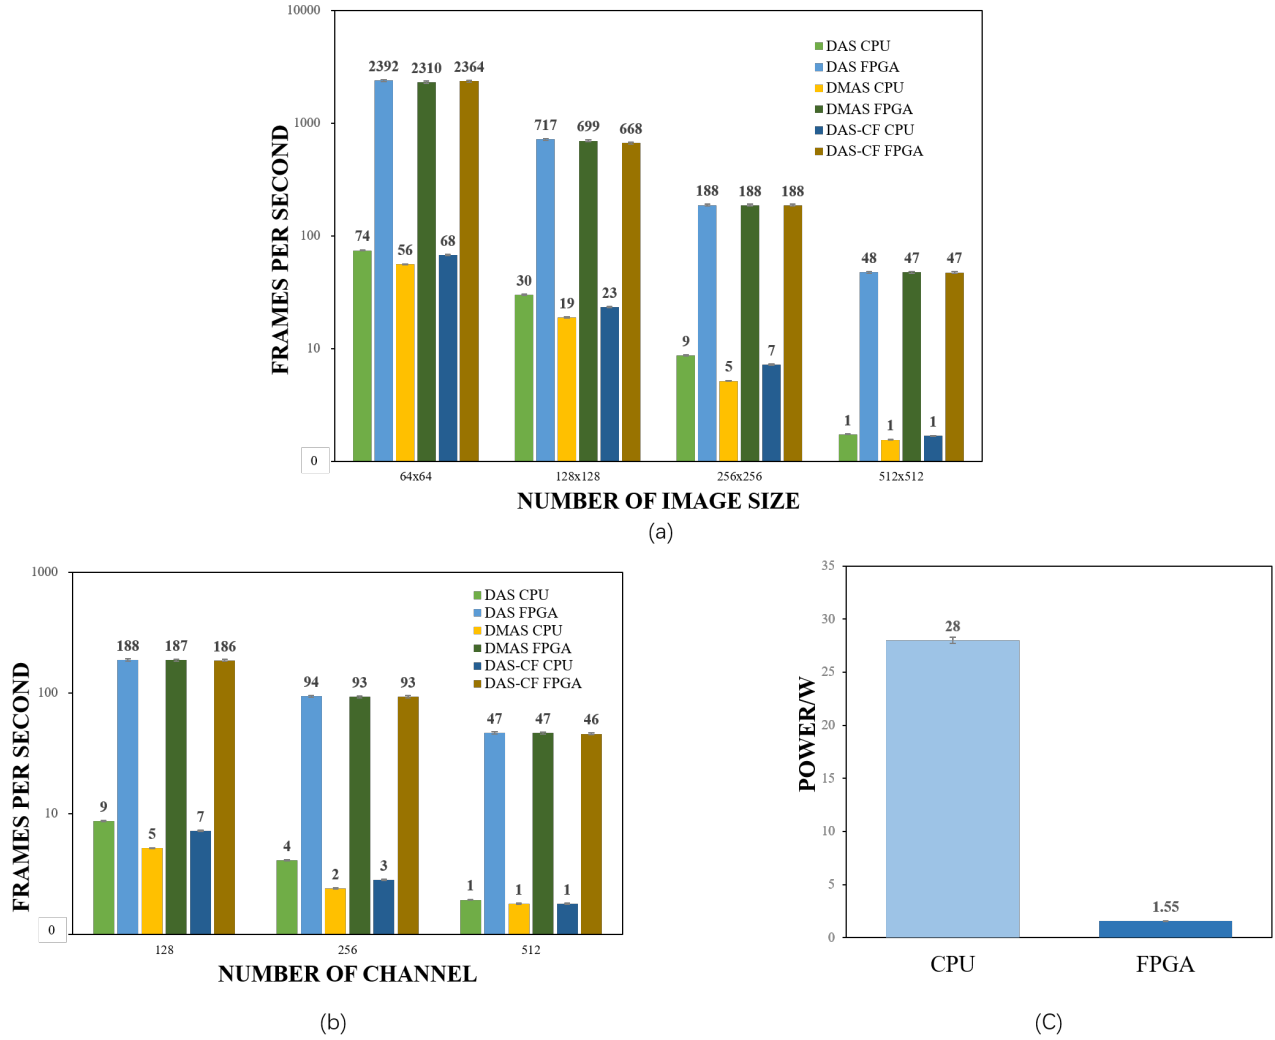 10000
1000
100
10
0
FRAMES PER SECOND
DAS CPU
DAS FPGA
DMAS CPU
DMAS FPGA
DAS-CF CPU
DAS-CF FPGA
74 2392 56 2310 68 2364
30 717 19 699 23 668
9 188 5 188 7 188
1 48 1 47 1 47
64x64 128x128 256x256 512x512
NUMBER OF IMAGE SIZE
(a)
1000
100
10
0
FRAMES PER SECOND
DAS CPU
DAS FPGA
DMAS CPU
DMAS FPGA
DAS-CF CPU
DAS-CF FPGA
9 188 5 187 7 186
4 94 2 93 3 93
1 47 1 47 1 46
128 256 512
NUMBER OF CHANNEL
(b)
35
30
25
20
15
10
5
0
POWER/W
28
1.55
CPU FPGA
(C)